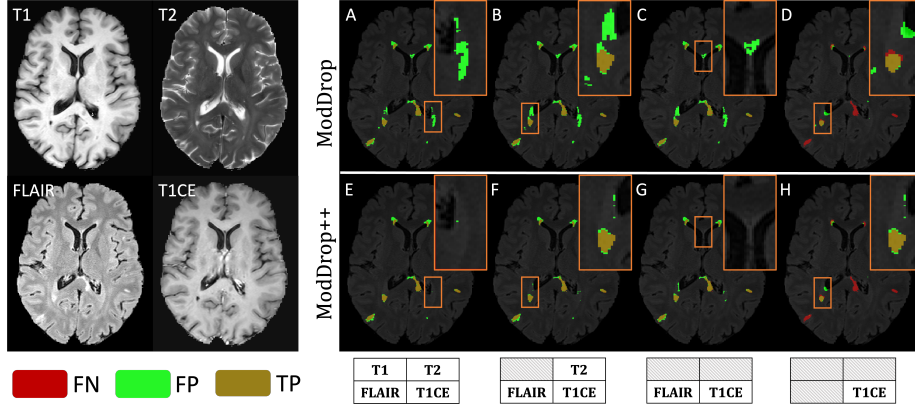 T1 T2
FLAIR T1CE
FN FP TP
ModDrop
A B C D
ModDrop++
E F G H
T1 T2 T2
FLAIR T1CE FLAIR T1CE FLAIR T1CE T1CE